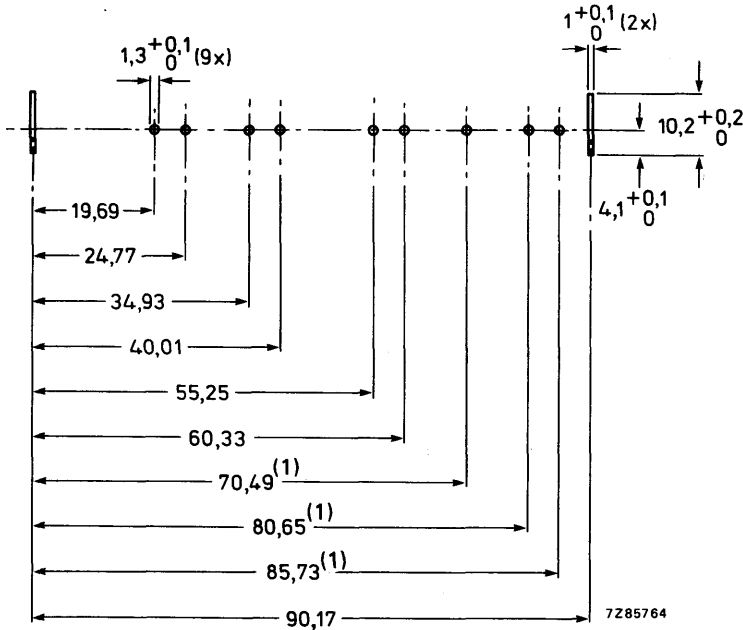 1,3 +0,1 0 (9x)
1 +0,1 0 (2x)
10,2 +0,2 0
4,1 +0,1 0
19,69
24,77
34,93
40,01
55,25
60,33
70,49 (1)
80,65 (1)
85,73 (1)
90,17
7Z85764